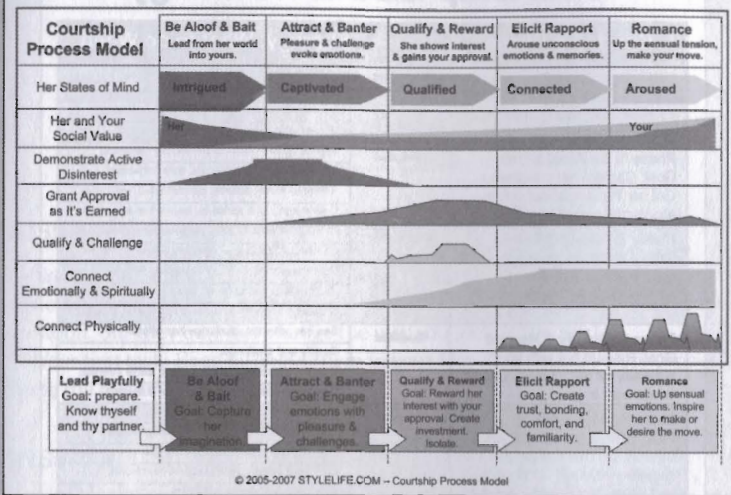 Courtship
Process Model
Be Aloof & Bait
Lead from her world
into yours.
Attract & Banter
Pleasure & challenge
evoke emotions.
Qualify & Reward
She shows interest
& gains your approval.
Elicit Rapport
Arouse unconscious
emotions & memories.
Romance
Up the sensual tension,
make your move.
Her States of Mind
Intrigued
Captivated
Qualified
Connected
Aroused
Her and Your
Social Value
Her
Your
Demonstrate Active
Disinterest
Grant Approval
as It's Earned
Qualify & Challenge
Connect
Emotionally & Spiritually
Connect Physically
Lead Playfully
Goal: prepare.
Know thyself
and thy partner.
Be Aloof
& Bait
Goal: Capture
her
imagination
Attract & Banter
Goal: Engage
emotions with
pleasure &
challenges.
Qualify & Reward
Goal: Reward her
interest with your
approval. Create
investment.
Isolate.
Elicit Rapport
Goal: Create
trust, bonding,
comfort, and
familiarity.
Romance
Goal: Up sensual
emotions. Inspire
her to make or
desire the move.
© 2005-2007 STYLELIFE.COM – Courtship Process Model